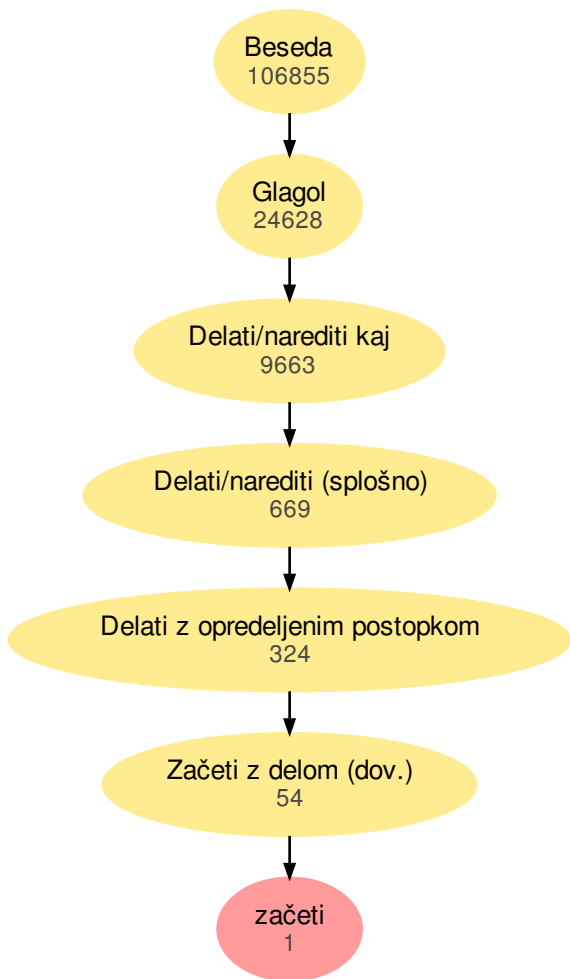 Beseda
106855
Glagol
24628
Delati/narediti kaj
9663
Delati/narediti (splošno)
669
Delati z opredeljenim postopkom
324
Začeti z delom (dov.)
54
začeti
1